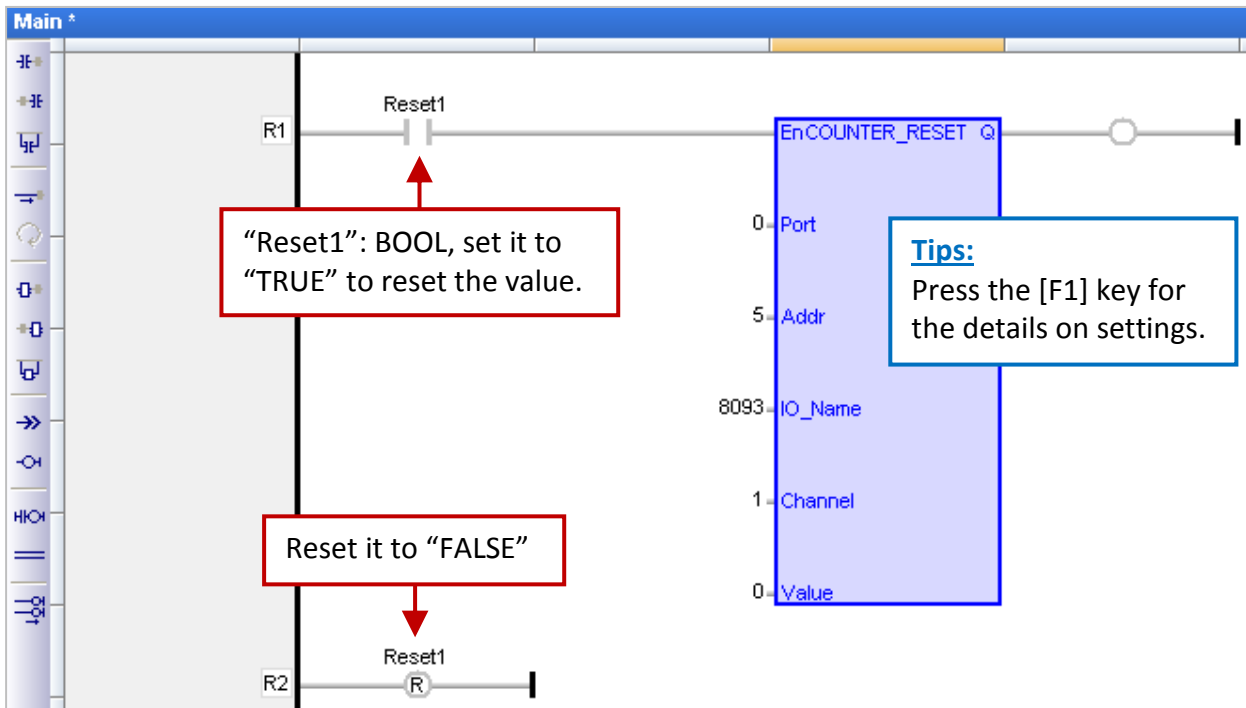 Main *
Reset1
R1
En COUNTER_RESET Q
“Reset1”: BOOL, set it to
“TRUE” to reset the value.
0 Port
Tips:
Press the [F1] key for
the details on settings.
5 Addr
8093 IO_Name
1 Channel
Reset it to “FALSE”
0 Value
Reset1
R2
R